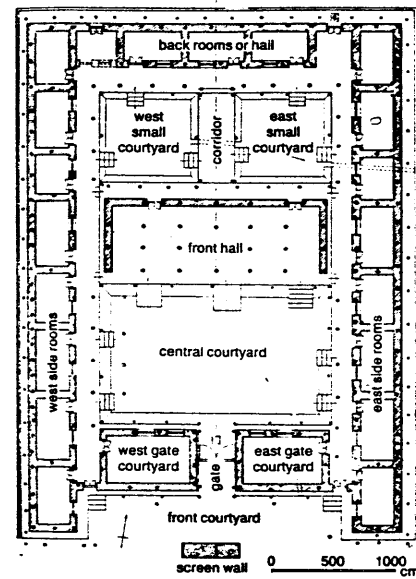 back rooms or hall
west
small
courtyard
corridor
east
small
courtyard
front hall
central courtyard
west side rooms
east side rooms
west gate
courtyard
gate
east gate
courtyard
front courtyard
screen wall
0 500 1000
cm